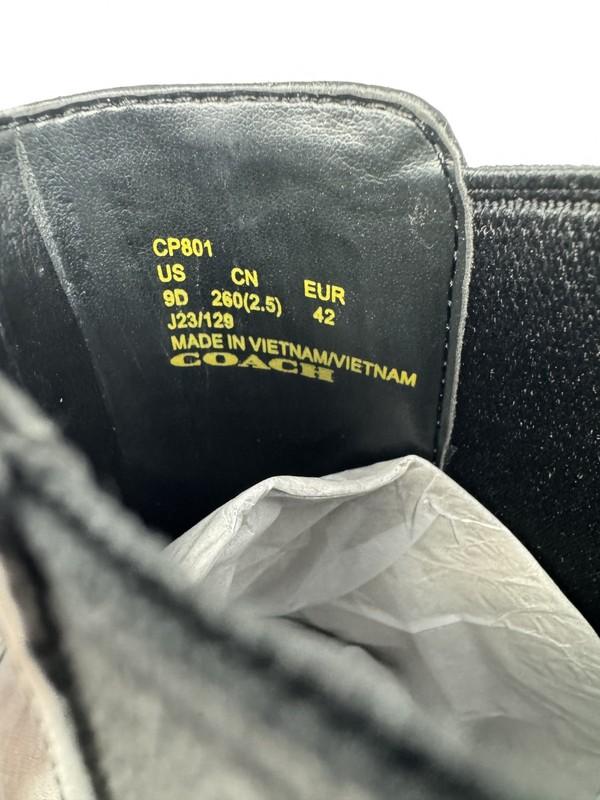 CP801
US CN EUR
9D 260(2.5) 42
J23/129
MADE IN VIETNAM/VIETNAM
COACH